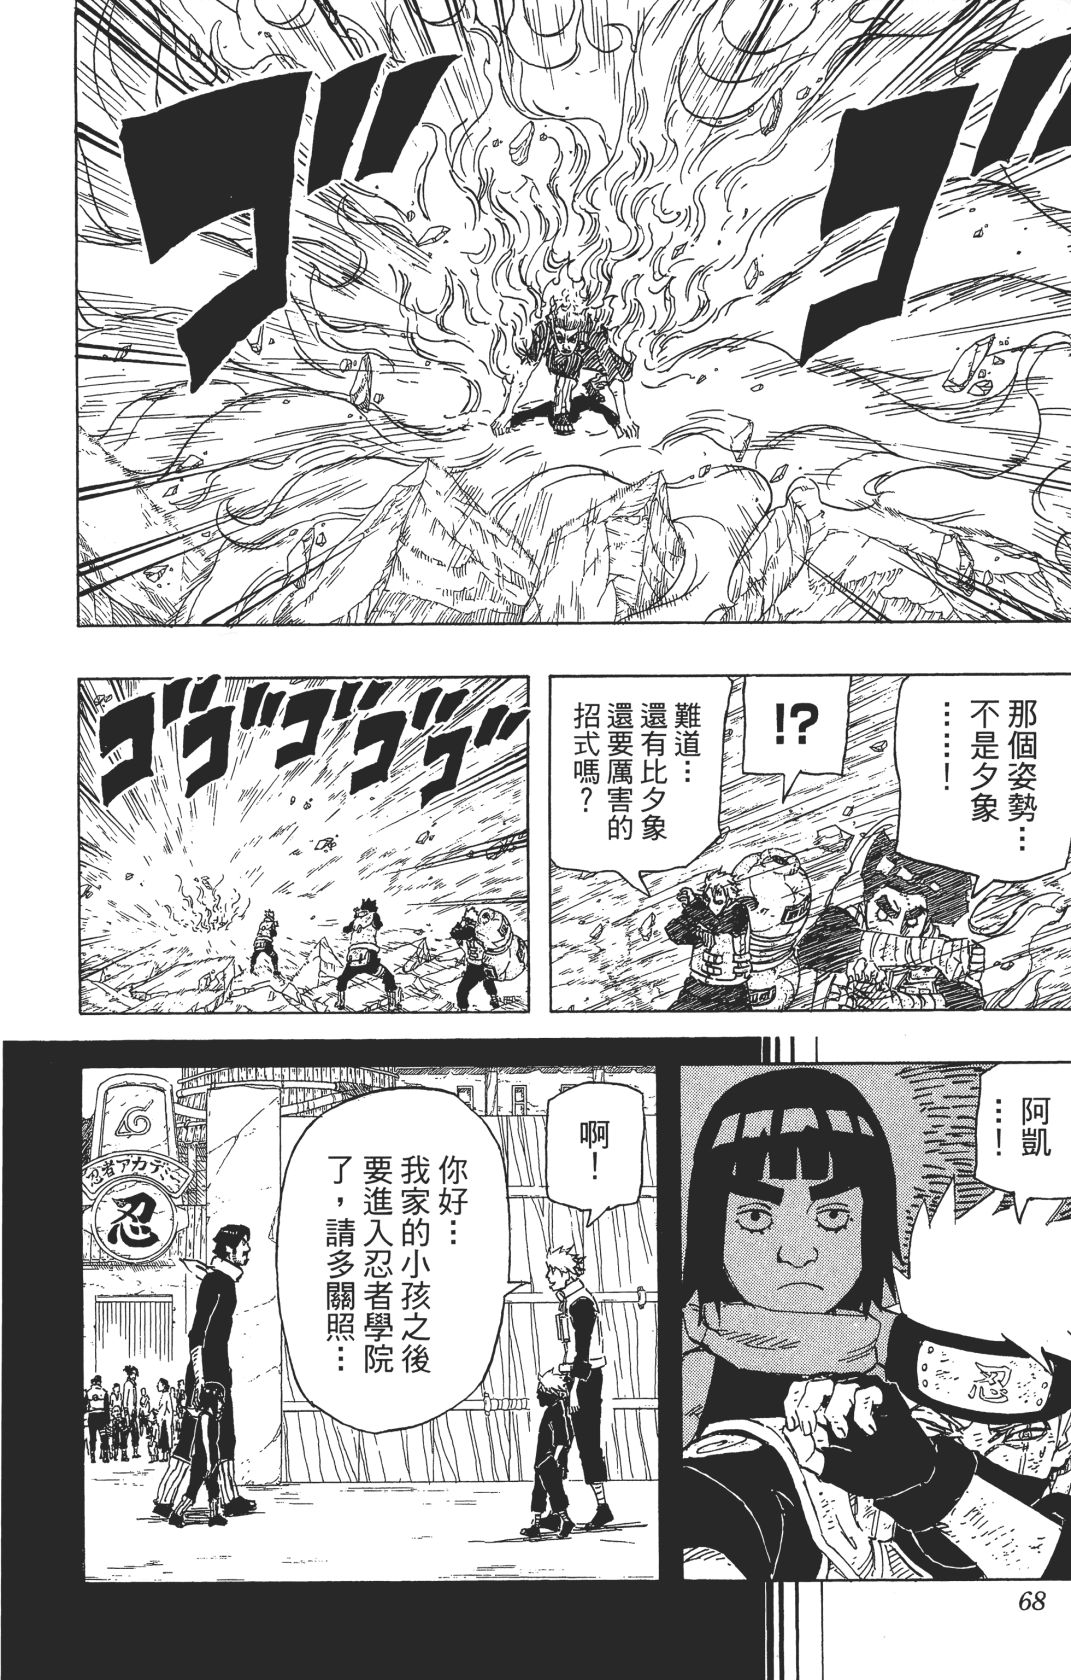 ゴゴ
那個姿勢…
不是夕象
……！
!?
難道…
還有比夕象
還要厲害的
招式嗎？
ゴゴゴゴゴ
阿凱
…！
忍
啊！
你好…
我家的小孩之後
要進入忍者學院
了，請多關照…
忍者アカデミー
忍
68